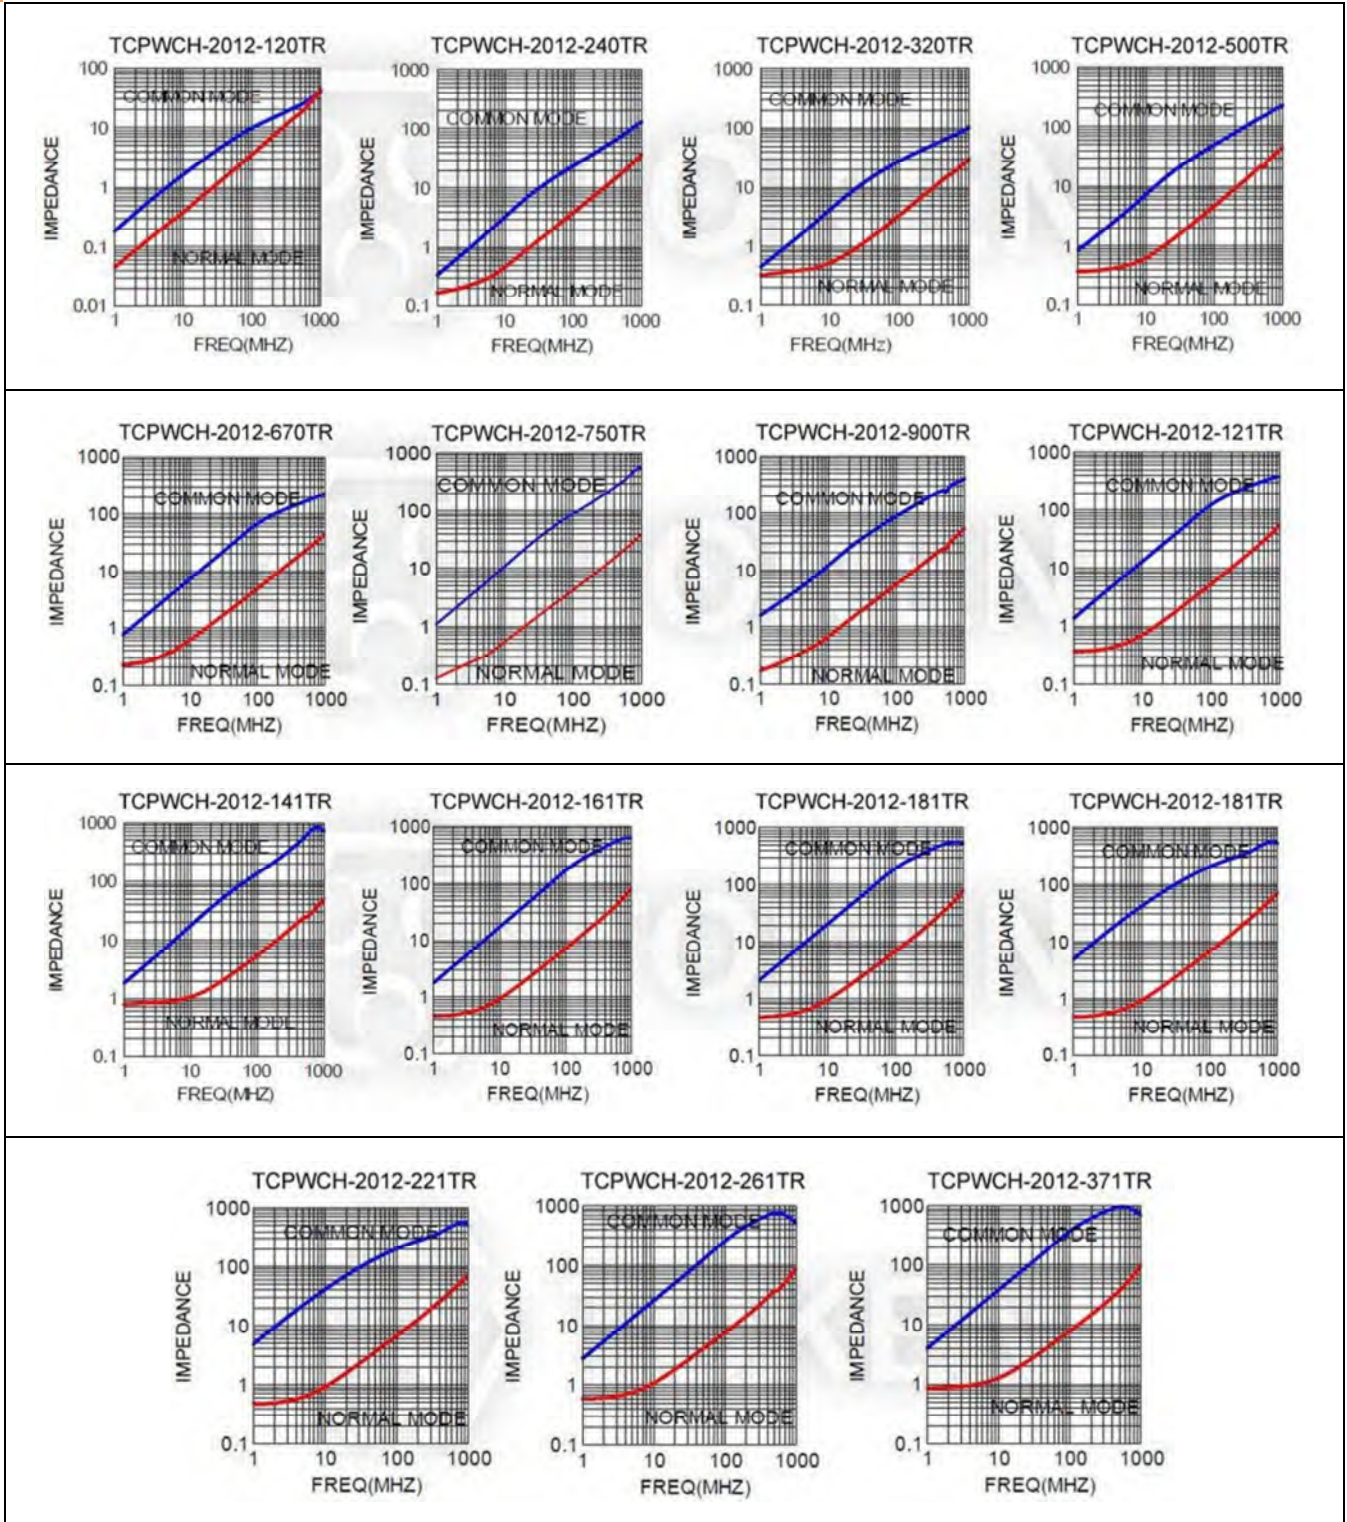 TCPWCH-2012-120TR
100
10
1
0.1
0.01
IMPEDANCE
COMMON MODE
NORMAL MODE
1 10 100 1000
FREQ(MHZ)
TCPWCH-2012-240TR
1000
100
10
1
0.1
IMPEDANCE
COMMON MODE
NORMAL MODE
1 10 100 1000
FREQ(MHZ)
TCPWCH-2012-320TR
1000
100
10
1
0.1
IMPEDANCE
COMMON MODE
NORMAL MODE
1 10 100 1000
FREQ(MHz)
TCPWCH-2012-500TR
1000
100
10
1
0.1
IMPEDANCE
COMMON MODE
NORMAL MODE
1 10 100 1000
FREQ(MHZ)
TCPWCH-2012-670TR
1000
100
10
1
0.1
IMPEDANCE
COMMON MODE
NORMAL MODE
1 10 100 1000
FREQ(MHZ)
TCPWCH-2012-750TR
1000
100
10
1
0.1
IMPEDANCE
COMMON MODE
NORMAL MODE
1 10 100 1000
FREQ(MHZ)
TCPWCH-2012-900TR
1000
100
10
1
0.1
IMPEDANCE
COMMON MODE
NORMAL MODE
1 10 100 1000
FREQ(MHZ)
TCPWCH-2012-121TR
1000
100
10
1
0.1
IMPEDANCE
COMMON MODE
NORMAL MODE
1 10 100 1000
FREQ(MHZ)
TCPWCH-2012-141TR
1000
100
10
1
0.1
IMPEDANCE
COMMON MODE
NORMAL MODE
1 10 100 1000
FREQ(MHZ)
TCPWCH-2012-161TR
1000
100
10
1
0.1
IMPEDANCE
COMMON MODE
NORMAL MODE
1 10 100 1000
FREQ(MHZ)
TCPWCH-2012-181TR
1000
100
10
1
0.1
IMPEDANCE
COMMON MODE
NORMAL MODE
1 10 100 1000
FREQ(MHZ)
TCPWCH-2012-181TR
1000
100
10
1
0.1
IMPEDANCE
COMMON MODE
NORMAL MODE
1 10 100 1000
FREQ(MHZ)
TCPWCH-2012-221TR
1000
100
10
1
0.1
IMPEDANCE
COMMON MODE
NORMAL MODE
1 10 100 1000
FREQ(MHZ)
TCPWCH-2012-261TR
1000
100
10
1
0.1
IMPEDANCE
COMMON MODE
NORMAL MODE
1 10 100 1000
FREQ(MHZ)
TCPWCH-2012-371TR
1000
100
10
1
0.1
IMPEDANCE
COMMON MODE
NORMAL MODE
1 10 100 1000
FREQ(MHZ)